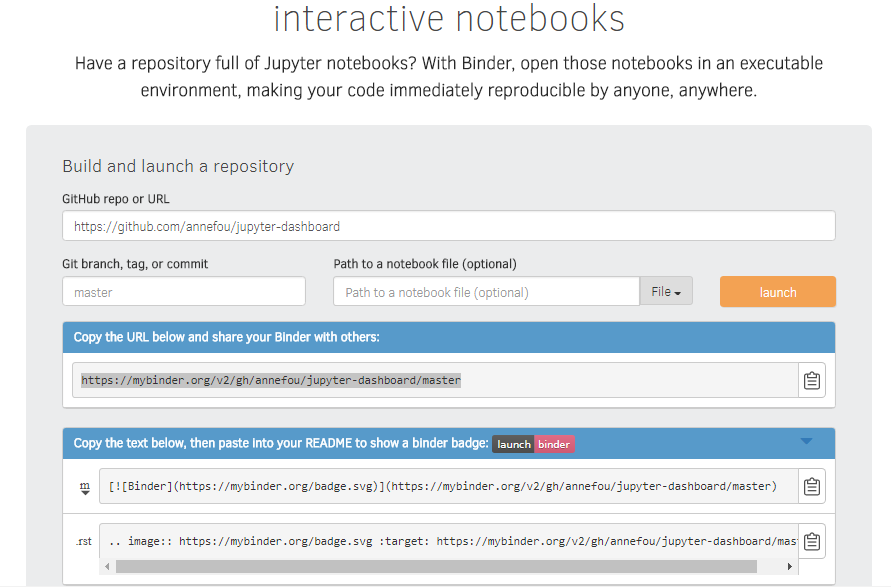 interactive notebooks
Have a repository full of Jupyter notebooks? With Binder, open those notebooks in an executable
environment, making your code immediately reproducible by anyone, anywhere.
Build and launch a repository
GitHub repo or URL
https://github.com/annefou/jupyter-dashboard
Git branch, tag, or commit
Path to a notebook file (optional)
master
Path to a notebook file (optional)
File
launch
Copy the URL below and share your Binder with others:
https://mybinder.org/v2/gh/annefou/jupyter-dashboard/master
Copy the text below, then paste into your README to show a binder badge: launch binder
m [![Binder](https://mybinder.org/badge.svg)](https://mybinder.org/v2/gh/annefou/jupyter-dashboard/master)
.rst .. image:: https://mybinder.org/badge.svg :target: https://mybinder.org/v2/gh/annefou/jupyter-dashboard/mas